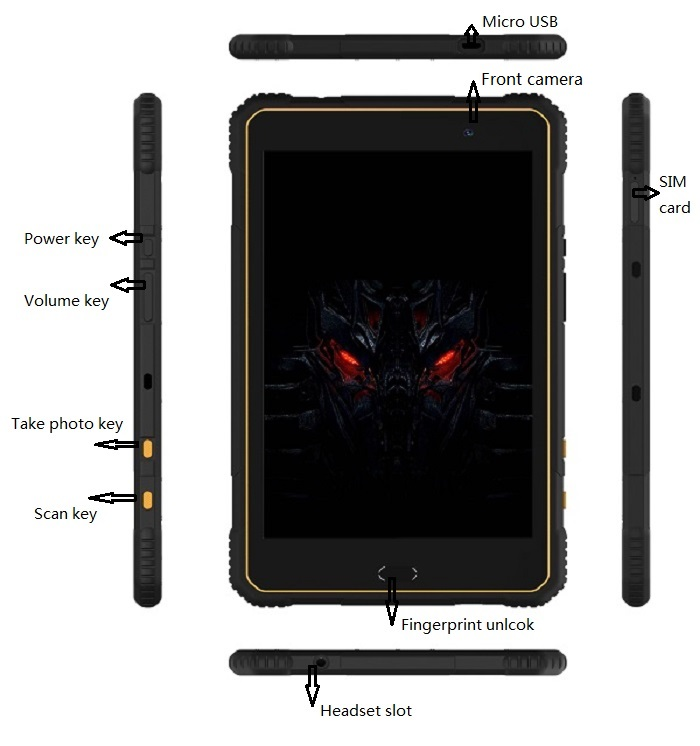 Micro USB
Front camera
SIM
card
Power key
Volume key
Take photo key
Scan key
Fingerprint unlcok
Headset slot